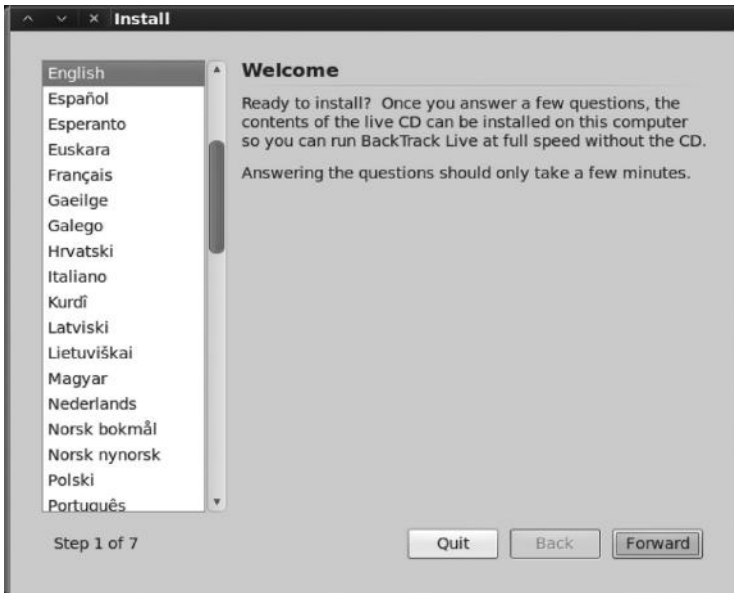 Install
English
Español
Esperanto
Euskara
Français
Gaeilge
Galego
Hrvatski
Italiano
Kurdî
Latviski
Lietuviškai
Magyar
Nederlands
Norsk bokmål
Norsk nynorsk
Polski
Português
Welcome
Ready to install? Once you answer a few questions, the
contents of the live CD can be installed on this computer
so you can run BackTrack Live at full speed without the CD.
Answering the questions should only take a few minutes.
Step 1 of 7
Quit
Back
Forward